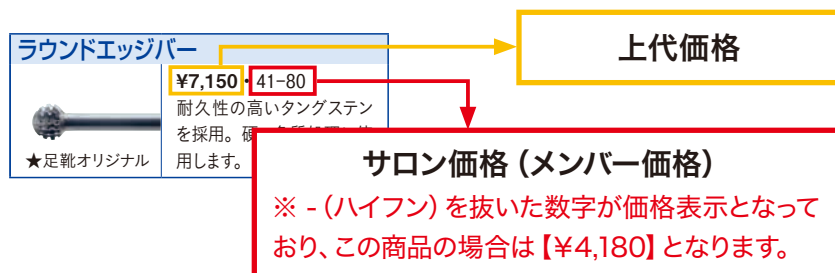 ラウンドエッジバー
¥7,150・41-80
耐久性の高いタングステン
を採用。硬
用します。
★足靴オリジナル
上代価格
サロン価格（メンバー価格）
※ -（ハイフン）を抜いた数字が価格表示となって
おり、この商品の場合は【¥4,180】となります。